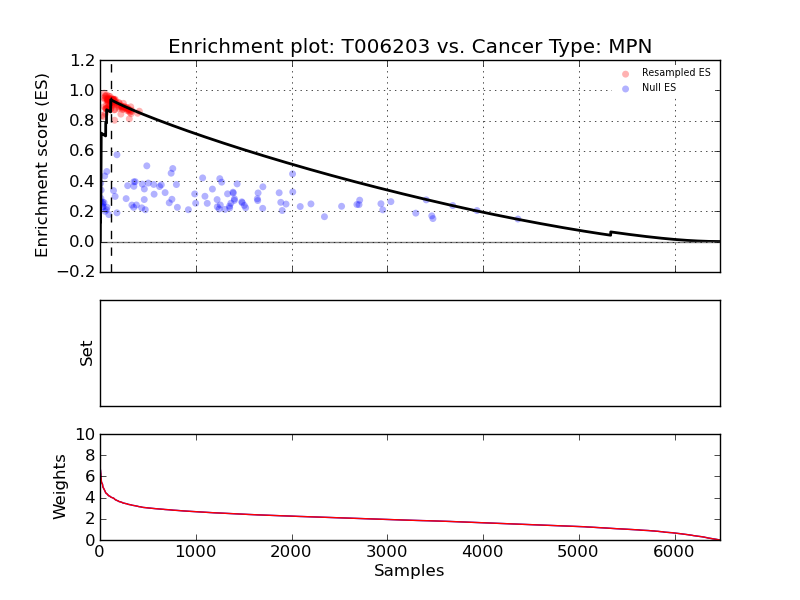 Enrichment plot: T006203 vs. Cancer Type: MPN
Enrichment score (ES)
1.2
1.0
0.8
0.6
0.4
0.2
0.0
−0.2
Resampled ES
Null ES
Set
Weights
10
8
6
4
2
0
0 1000 2000 3000 4000 5000 6000
Samples